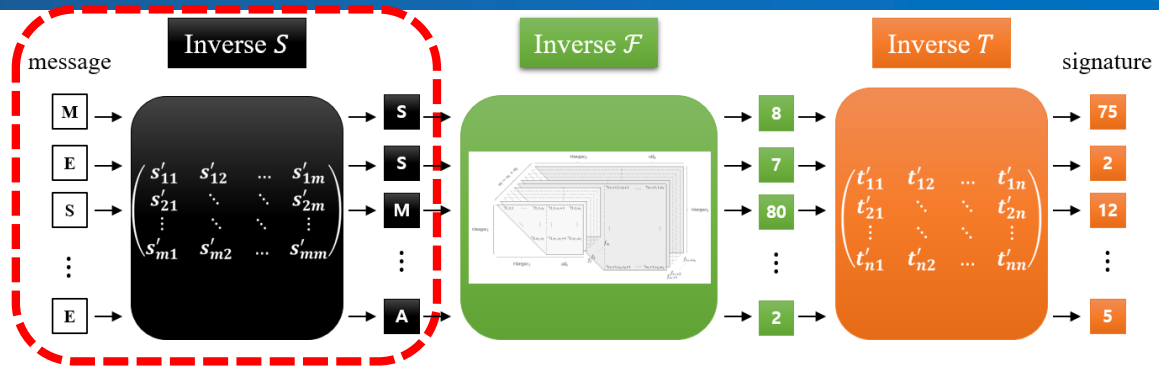 Inverse S
Inverse ℱ
Inverse T
message
signature
M
E
S
⋮
E
s'₁₁ s'₁₂ … s'₁ₘ
s'₂₁ ⋱ ⋱ s'₂ₘ
⋮ ⋱ ⋱ ⋮
s'ₘ₁ s'ₘ₂ … s'ₘₘ
S
S
M
⋮
A
8
7
80
⋮
2
t'₁₁ t'₁₂ … t'₁ₙ
t'₂₁ ⋱ ⋱ t'₂ₙ
⋮ ⋱ ⋱ ⋮
t'ₙ₁ t'ₙ₂ … t'ₙₙ
75
2
12
⋮
5